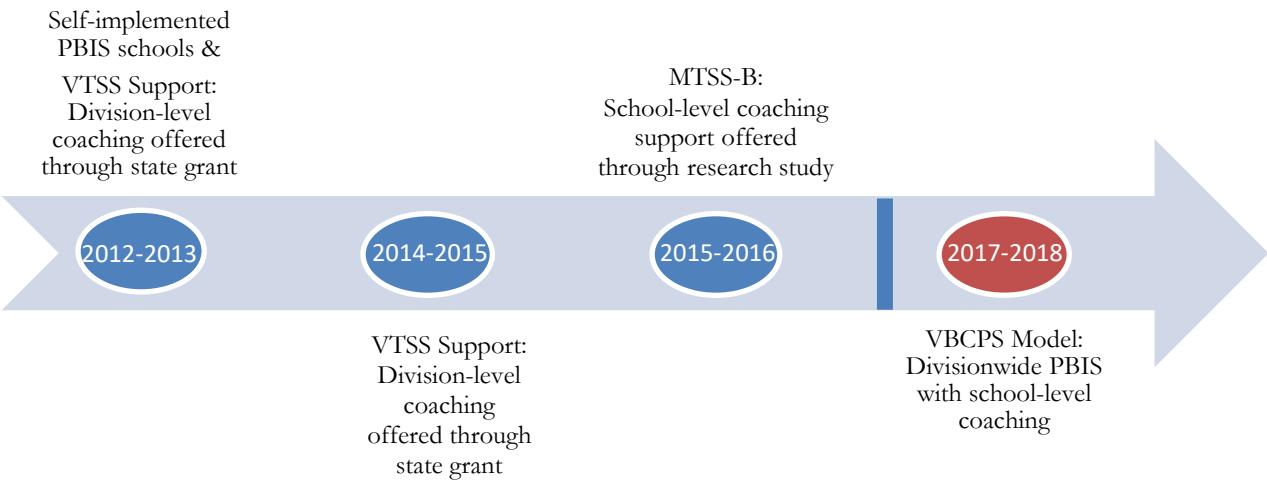 Self-implemented
PBIS schools &
VTSS Support:
Division-level
coaching offered
through state grant
MTSS-B:
School-level coaching
support offered
through research study
2012-2013
2014-2015
2015-2016
2017-2018
VTSS Support:
Division-level
coaching
offered through
state grant
VBCPS Model:
Divisionwide PBIS
with school-level
coaching